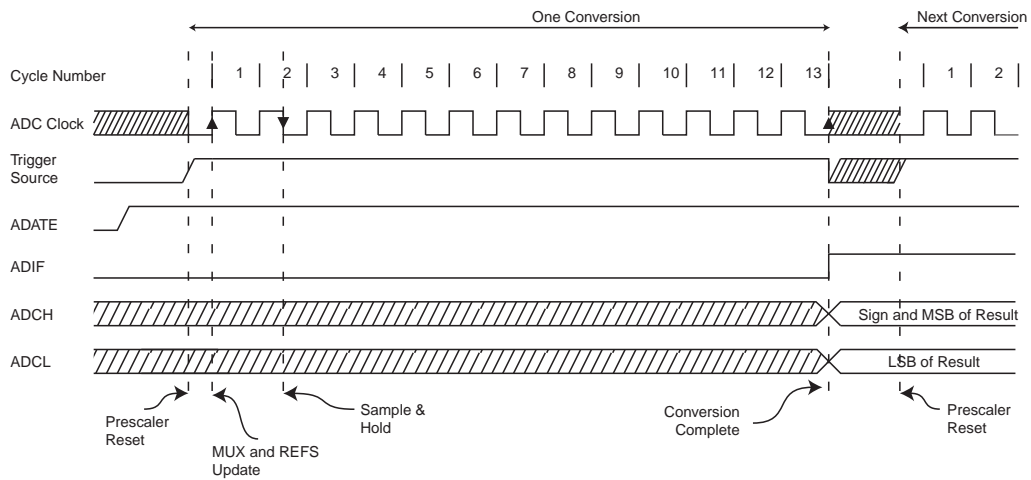 One Conversion
Next Conversion
Cycle Number
1 2 3 4 5 6 7 8 9 10 11 12 13 1 2
ADC Clock
Trigger
Source
ADATE
ADIF
ADCH
Sign and MSB of Result
ADCL
LSB of Result
Prescaler
Reset
MUX and REFS
Update
Sample &
Hold
Conversion
Complete
Prescaler
Reset